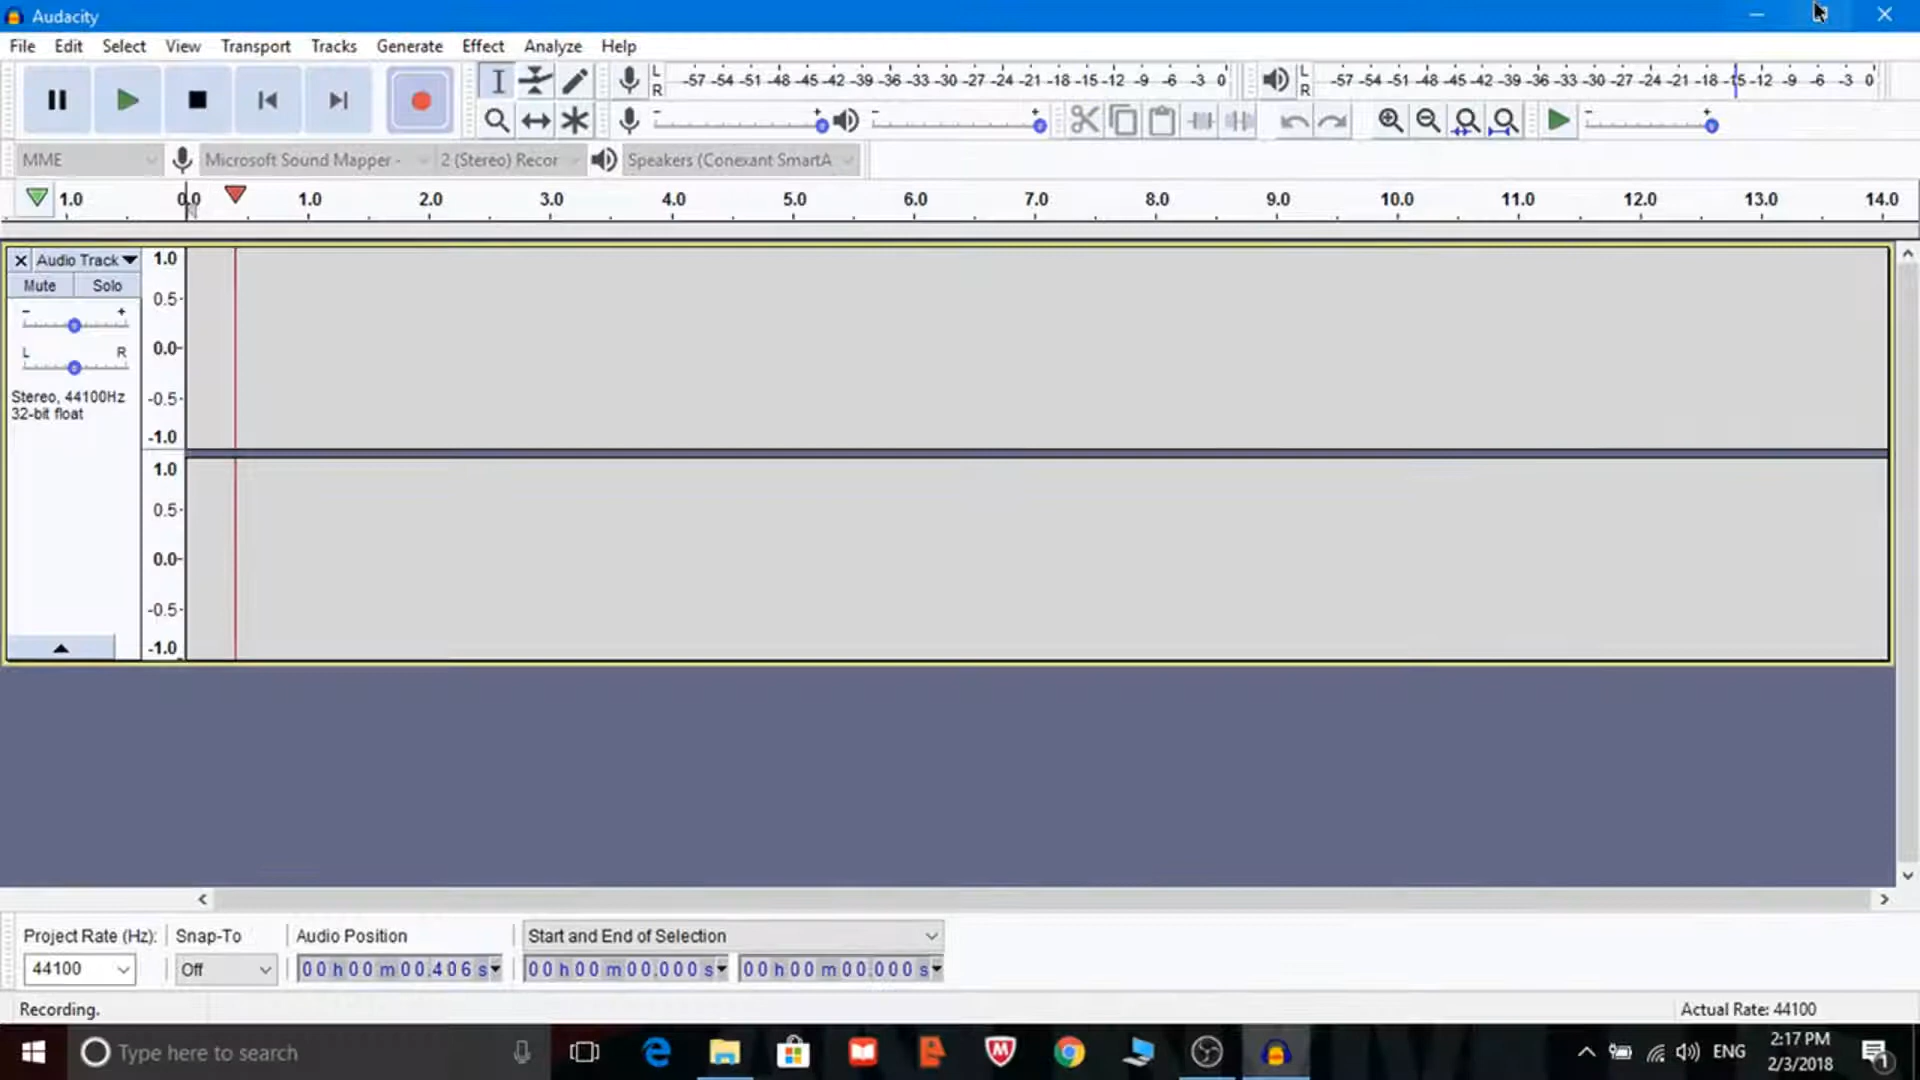 Audacity
File Edit Select View Transport Tracks Generate Effect Analyze Help
L R -57 -54 -51 -48 -45 -42 -39 -36 -33 -30 -27 -24 -21 -18 -15 -12 -9 -6 -3 0
L R -57 -54 -51 -48 -45 -42 -39 -36 -33 -30 -27 -24 -21 -18 -15 -12 -9 -6 -3 0
MME Microsoft Sound Mapper - 2 (Stereo) Recor Speakers (Conexant SmartA
1.0 0.0 1.0 2.0 3.0 4.0 5.0 6.0 7.0 8.0 9.0 10.0 11.0 12.0 13.0 14.0
Audio Track
Mute Solo
- +
L R
Stereo, 44100Hz
32-bit float
1.0
0.5
0.0
-0.5
-1.0
1.0
0.5
0.0
-0.5
-1.0
Project Rate (Hz): Snap-To Audio Position Start and End of Selection
44100 Off 00 h 00 m 00.406 s 00 h 00 m 00.000 s 00 h 00 m 00.000 s
Recording. Actual Rate: 44100
Type here to search
ENG
2:17 PM
2/3/2018
1